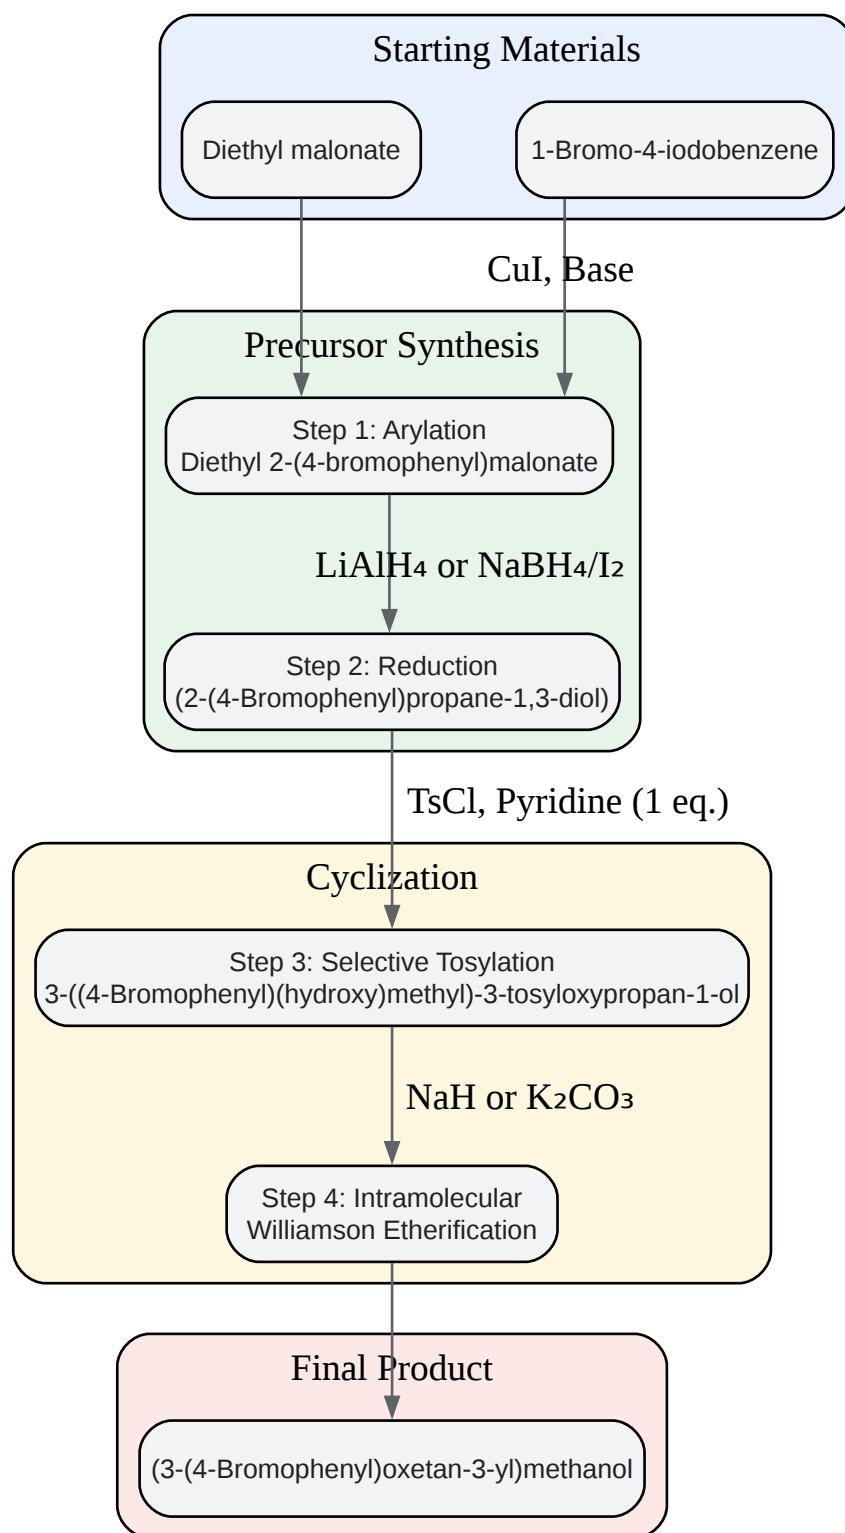 Starting Materials
Diethyl malonate
1-Bromo-4-iodobenzene
CuI, Base
Precursor Synthesis
Step 1: Arylation
Diethyl 2-(4-bromophenyl)malonate
LiAlH₄ or NaBH₄/I₂
Step 2: Reduction
(2-(4-Bromophenyl)propane-1,3-diol)
TsCl, Pyridine (1 eq.)
Cyclization
Step 3: Selective Tosylation
3-((4-Bromophenyl)(hydroxy)methyl)-3-tosyloxypropan-1-ol
NaH or K₂CO₃
Step 4: Intramolecular
Williamson Etherification
Final Product
(3-(4-Bromophenyl)oxetan-3-yl)methanol